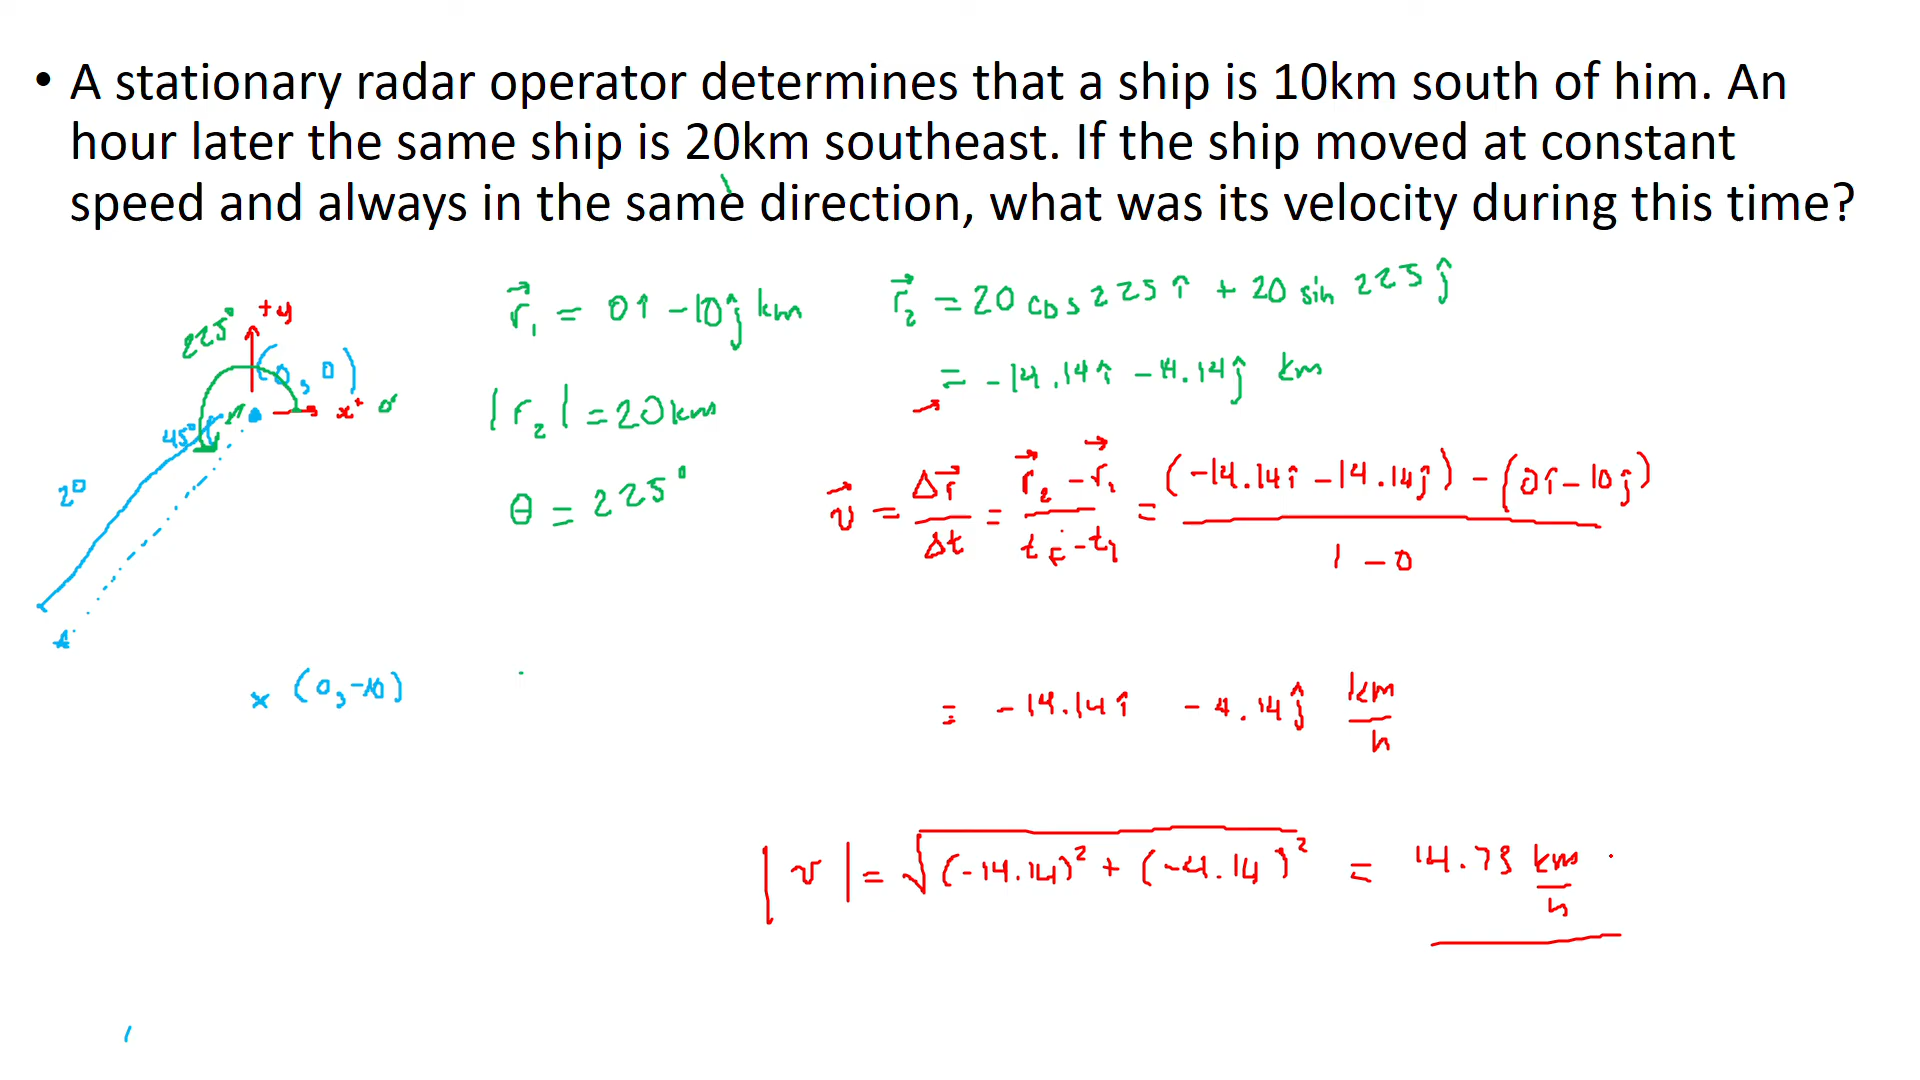 • A stationary radar operator determines that a ship is 10km south of him. An
hour later the same ship is 20km southeast. If the ship moved at constant
speed and always in the same direction, what was its velocity during this time?
225° +y
(0, 0)
x⁺ 0°
45°
20
× (0, -10)
r⃗₁ = 0î - 10ĵ km
|r₂| = 20km
θ = 225°
r⃗₂ = 20 cos 225 î + 20 sin 225 ĵ
= -14.14î - 4.14ĵ km
v⃗ = Δr⃗/Δt = (r⃗₂ - r⃗₁)/(t_F - t₁) = ((-14.14î - 14.14ĵ) - (0î - 10ĵ))/(1 - 0)
= -14.14î - 4.14ĵ km/h
|v| = √((-14.14)² + (-4.14)²) = 14.73 km/h